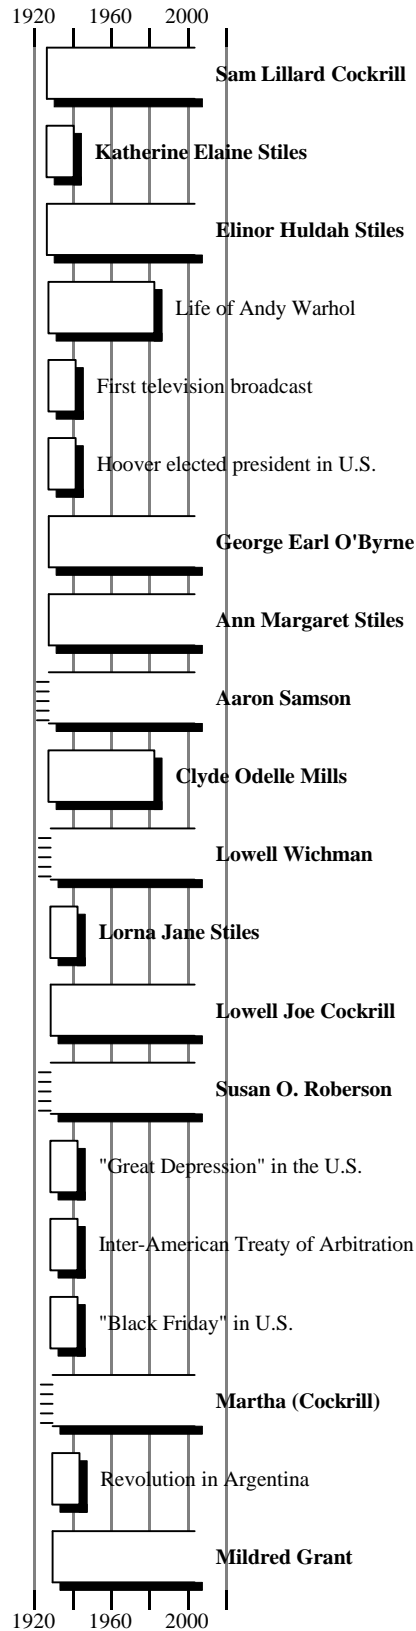 1920 1960 2000
Sam Lillard Cockrill
Katherine Elaine Stiles
Elinor Huldah Stiles
Life of Andy Warhol
First television broadcast
Hoover elected president in U.S.
George Earl O'Byrne
Ann Margaret Stiles
Aaron Samson
Clyde Odelle Mills
Lowell Wichman
Lorna Jane Stiles
Lowell Joe Cockrill
Susan O. Roberson
"Great Depression" in the U.S.
Inter-American Treaty of Arbitration
"Black Friday" in U.S.
Martha (Cockrill)
Revolution in Argentina
Mildred Grant
1920 1960 2000